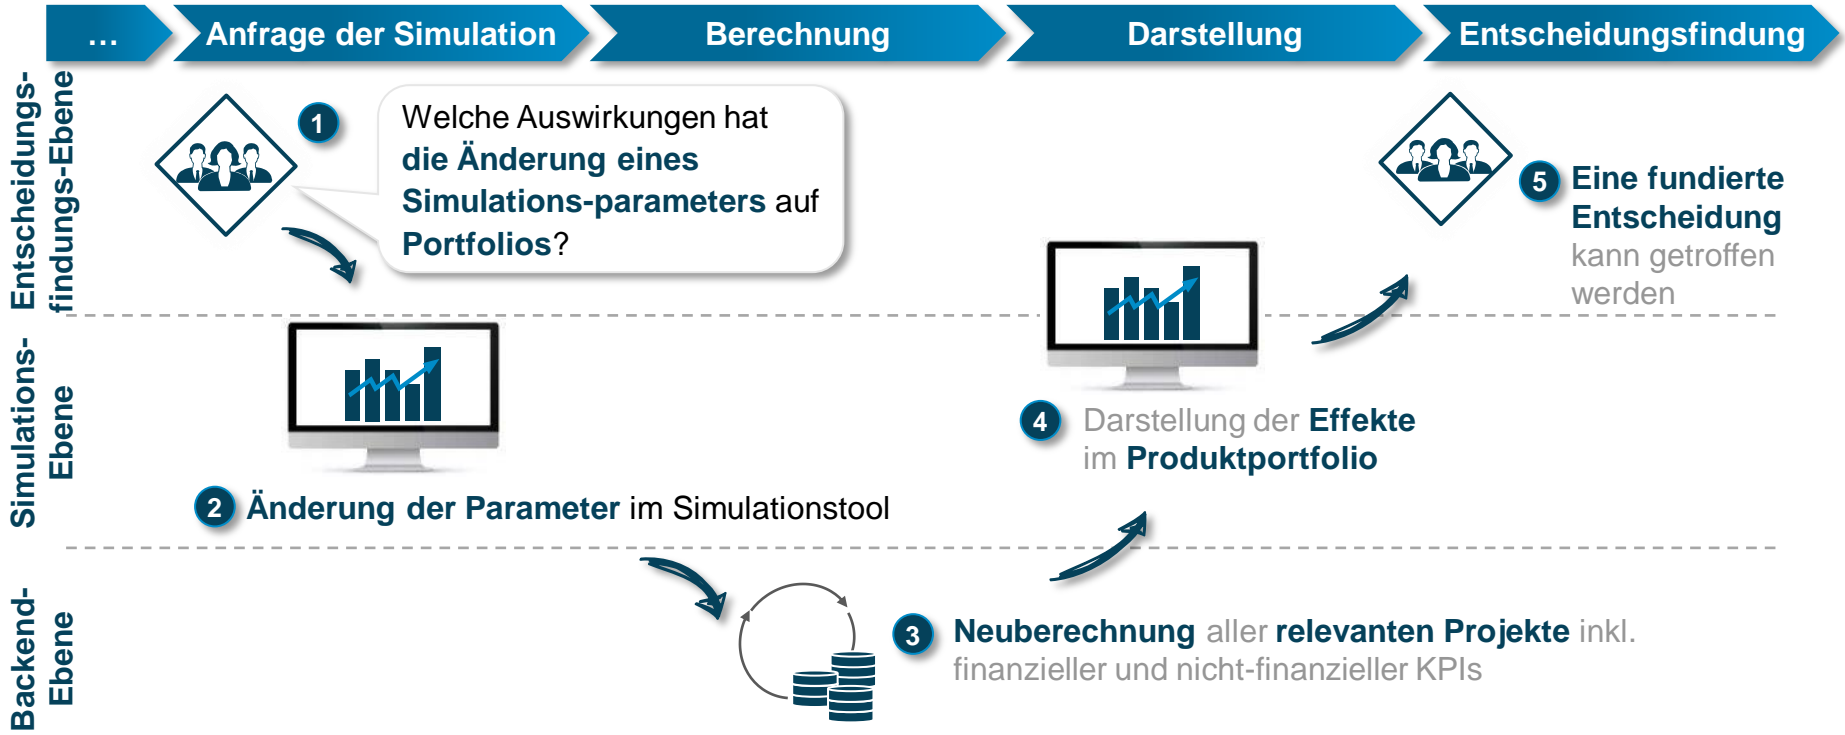 …
Anfrage der Simulation
Berechnung
Darstellung
Entscheidungsfindung
Entscheidungs-
findungs-Ebene
1
Welche Auswirkungen hat
die Änderung eines
Simulations-parameters auf
Portfolios?
5
Eine fundierte
Entscheidung
kann getroffen
werden
Simulations-
Ebene
2
Änderung der Parameter im Simulationstool
4
Darstellung der Effekte
im Produktportfolio
Backend-
Ebene
3
Neuberechnung aller relevanten Projekte inkl.
finanzieller und nicht-finanzieller KPIs